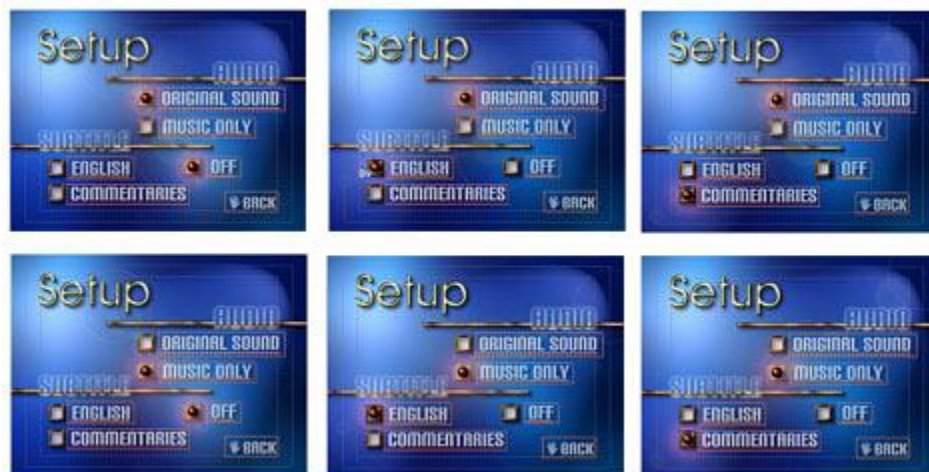 Setup
AUDIO
ORIGINAL SOUND
MUSIC ONLY
SUBTITLE
ENGLISH OFF
COMMENTARIES
BACK
Setup
AUDIO
ORIGINAL SOUND
MUSIC ONLY
SUBTITLE
ENGLISH OFF
COMMENTARIES
BACK
Setup
AUDIO
ORIGINAL SOUND
MUSIC ONLY
SUBTITLE
ENGLISH OFF
COMMENTARIES
BACK
Setup
AUDIO
ORIGINAL SOUND
MUSIC ONLY
SUBTITLE
ENGLISH OFF
COMMENTARIES
BACK
Setup
AUDIO
ORIGINAL SOUND
MUSIC ONLY
SUBTITLE
ENGLISH OFF
COMMENTARIES
BACK
Setup
AUDIO
ORIGINAL SOUND
MUSIC ONLY
SUBTITLE
ENGLISH OFF
COMMENTARIES
BACK